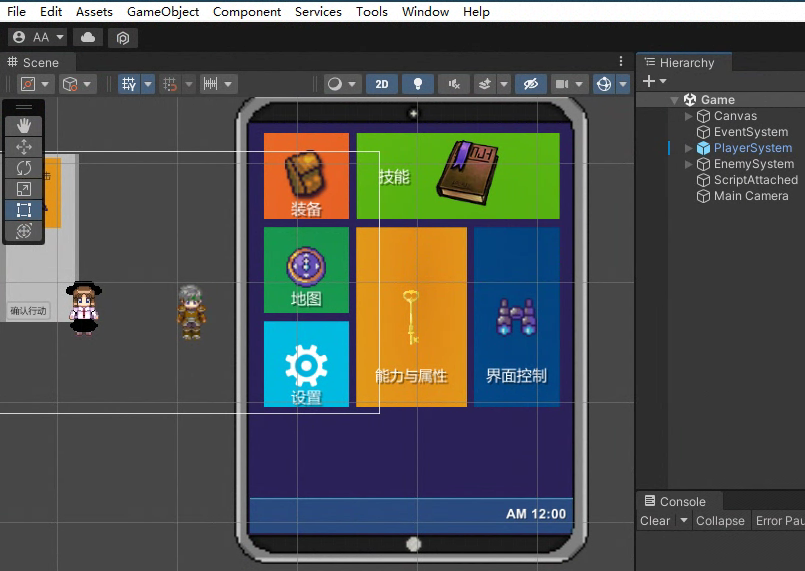 File Edit Assets GameObject Component Services Tools Window Help
AA
Scene
2D
Hierarchy
Game
Canvas
EventSystem
PlayerSystem
EnemySystem
ScriptAttached
Main Camera
装备
技能
地图
能力与属性
界面控制
设置
确认行动
AM 12:00
Console
Clear Collapse Error Pau